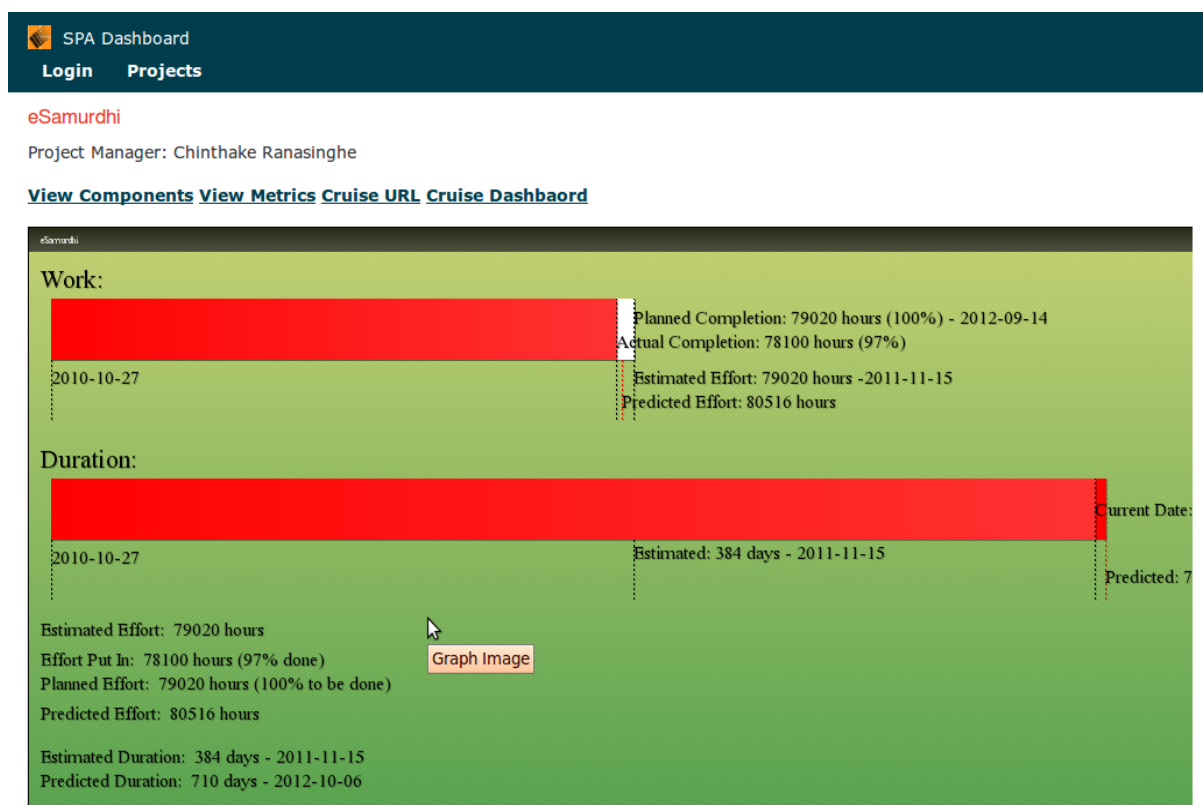 SPA Dashboard
Login Projects
eSamurdhi
Project Manager: Chinthake Ranasinghe
View Components View Metrics Cruise URL Cruise Dashbaord
eSamurdhi
Work:
Planned Completion: 79020 hours (100%) - 2012-09-14
Actual Completion: 78100 hours (97%)
2010-10-27
Estimated Effort: 79020 hours -2011-11-15
Predicted Effort: 80516 hours
Duration:
Current Date:
2010-10-27
Estimated: 384 days - 2011-11-15
Predicted: 7
Estimated Effort: 79020 hours
Effort Put In: 78100 hours (97% done)
Graph Image
Planned Effort: 79020 hours (100% to be done)
Predicted Effort: 80516 hours
Estimated Duration: 384 days - 2011-11-15
Predicted Duration: 710 days - 2012-10-06